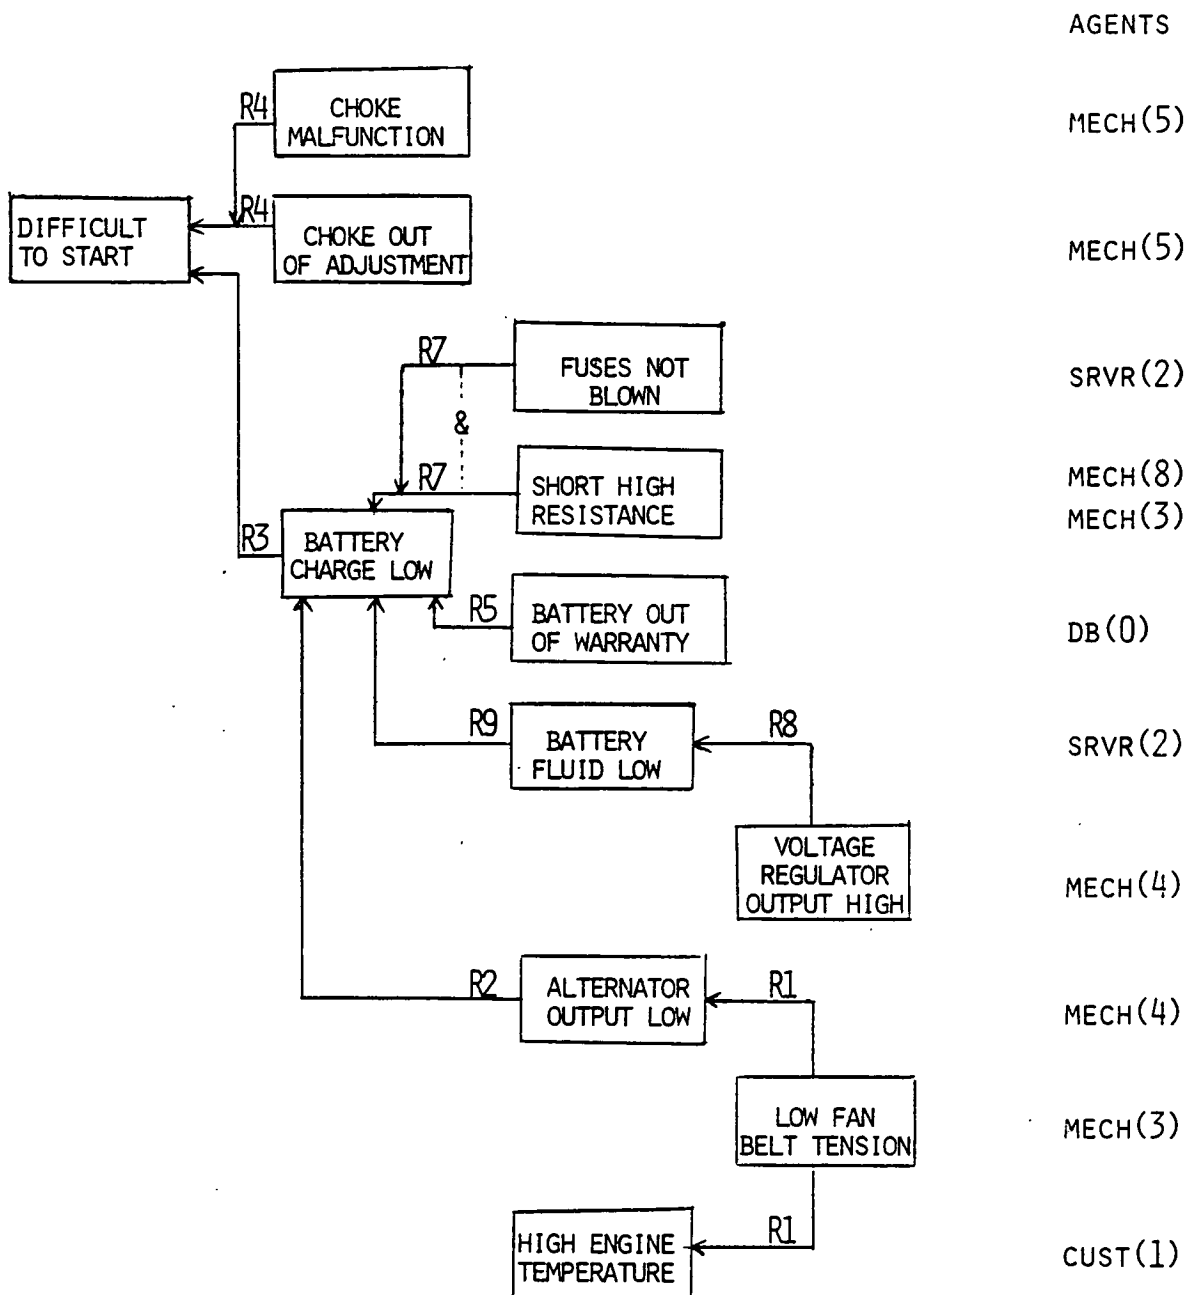 AGENTS
R4
CHOKE
MALFUNCTION
MECH(5)
DIFFICULT
TO START
R4
CHOKE OUT
OF ADJUSTMENT
MECH(5)
R7
FUSES NOT
BLOWN
SRVR(2)
&
R7
SHORT HIGH
RESISTANCE
MECH(8)
MECH(3)
R3
BATTERY
CHARGE LOW
R5
BATTERY OUT
OF WARRANTY
DB(0)
R9
BATTERY
FLUID LOW
R8
SRVR(2)
VOLTAGE
REGULATOR
OUTPUT HIGH
MECH(4)
R2
ALTERNATOR
OUTPUT LOW
R1
MECH(4)
LOW FAN
BELT TENSION
MECH(3)
HIGH ENGINE
TEMPERATURE
R1
CUST(1)